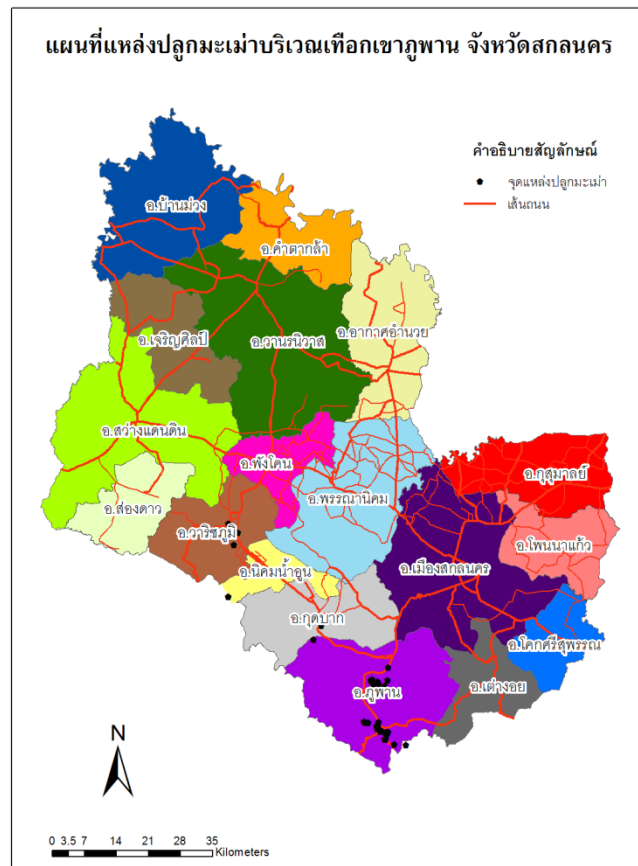 แผนที่แหล่งปลูกมะเม่าบริเวณเทือกเขาภูพาน จังหวัดสกลนคร
คำอธิบายสัญลักษณ์
จุดแหล่งปลูกมะเม่า
เส้นถนน
อ.บ้านม่วง
อ.คำตากล้า
อ.อากาศอำนวย
อ.เจริญศิลป์
อ.วานรนิวาส
อ.สว่างแดนดิน
อ.พังโคน
อ.กุสุมาลย์
อ.ส่องดาว
อ.พรรณานิคม
อ.วาริชภูมิ
อ.โพนนาแก้ว
อ.นิคมน้ำอูน
อ.เมืองสกลนคร
อ.กุดบาก
อ.โคกศรีสุพรรณ
อ.ภูพาน
อ.เต่างอย
N
0 3.5 7 14 21 28 35
Kilometers